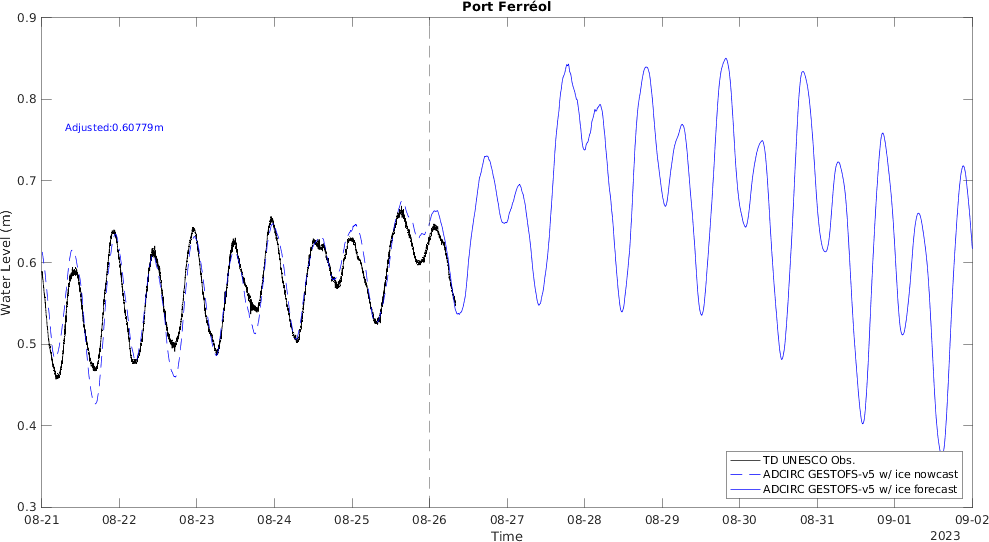 Port Ferréol
0.9
0.8
0.7
0.6
0.5
0.4
0.3
Water Level (m)
Adjusted:0.60779m
TD UNESCO Obs.
ADCIRC GESTOFS-v5 w/ ice nowcast
ADCIRC GESTOFS-v5 w/ ice forecast
08-21 08-22 08-23 08-24 08-25 08-26 08-27 08-28 08-29 08-30 08-31 09-01 09-02
Time
2023